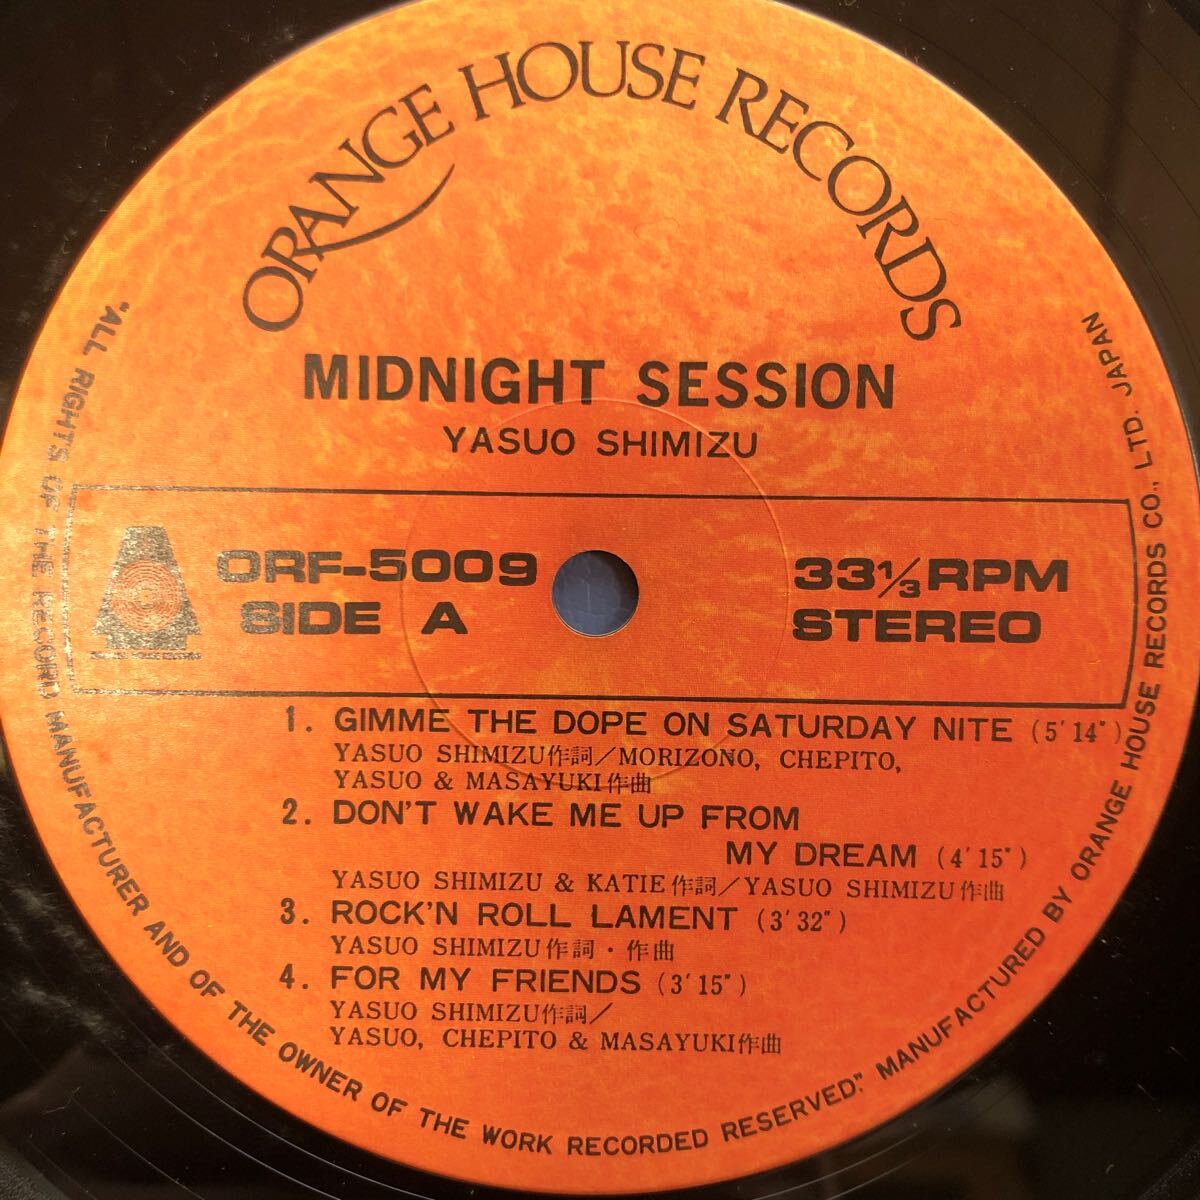 ORANGE HOUSE RECORDS
MIDNIGHT SESSION
YASUO SHIMIZU
ORF-5009
SIDE A
33⅓ RPM
STEREO
1. GIMME THE DOPE ON SATURDAY NITE (5'14")
YASUO SHIMIZU作詞／MORIZONO, CHEPITO,
YASUO & MASAYUKI作曲
2. DON'T WAKE ME UP FROM
MY DREAM (4'15")
YASUO SHIMIZU & KATIE作詞／YASUO SHIMIZU作曲
3. ROCK'N ROLL LAMENT (3'32")
YASUO SHIMIZU作詞・作曲
4. FOR MY FRIENDS (3'15")
YASUO SHIMIZU作詞／
YASUO, CHEPITO & MASAYUKI作曲
"ALL RIGHTS OF THE RECORD MANUFACTURER AND OF THE OWNER OF THE WORK RECORDED RESERVED." MANUFACTURED BY ORANGE HOUSE RECORDS CO., LTD. JAPAN